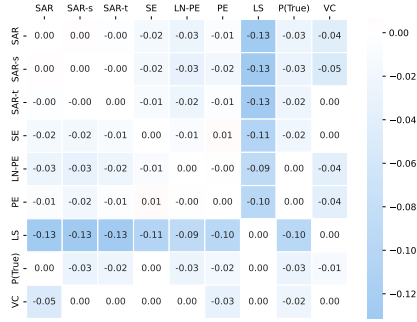 SAR SAR-s SAR-t SE LN-PE PE LS P(True) VC
SAR 0.00 0.00 -0.00 -0.02 -0.03 -0.01 -0.13 -0.03 -0.04
SAR-s 0.00 0.00 -0.00 -0.02 -0.03 -0.02 -0.13 -0.03 -0.05
SAR-t -0.00 -0.00 0.00 -0.01 -0.02 -0.01 -0.13 -0.02 0.00
SE -0.02 -0.02 -0.01 0.00 -0.01 0.01 -0.11 -0.02 0.00
LN-PE -0.03 -0.03 -0.02 -0.01 0.00 -0.00 -0.09 0.00 -0.04
PE -0.01 -0.02 -0.01 0.01 -0.00 0.00 -0.10 0.00 -0.04
LS -0.13 -0.13 -0.13 -0.11 -0.09 -0.10 0.00 -0.10 0.00
P(True) 0.00 -0.03 -0.02 0.00 -0.03 -0.02 0.00 -0.03 -0.01
VC -0.05 0.00 0.00 0.00 0.00 -0.03 0.00 -0.02 0.00
0.00
−0.02
−0.04
−0.06
−0.08
−0.10
−0.12